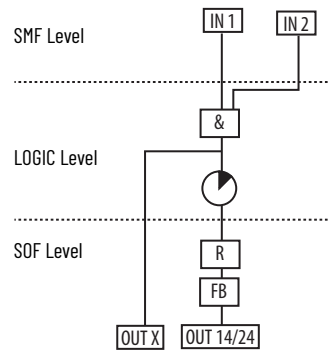 IN 1
IN 2
SMF Level
&
LOGIC Level
SOF Level
R
FB
OUT X
OUT 14/24